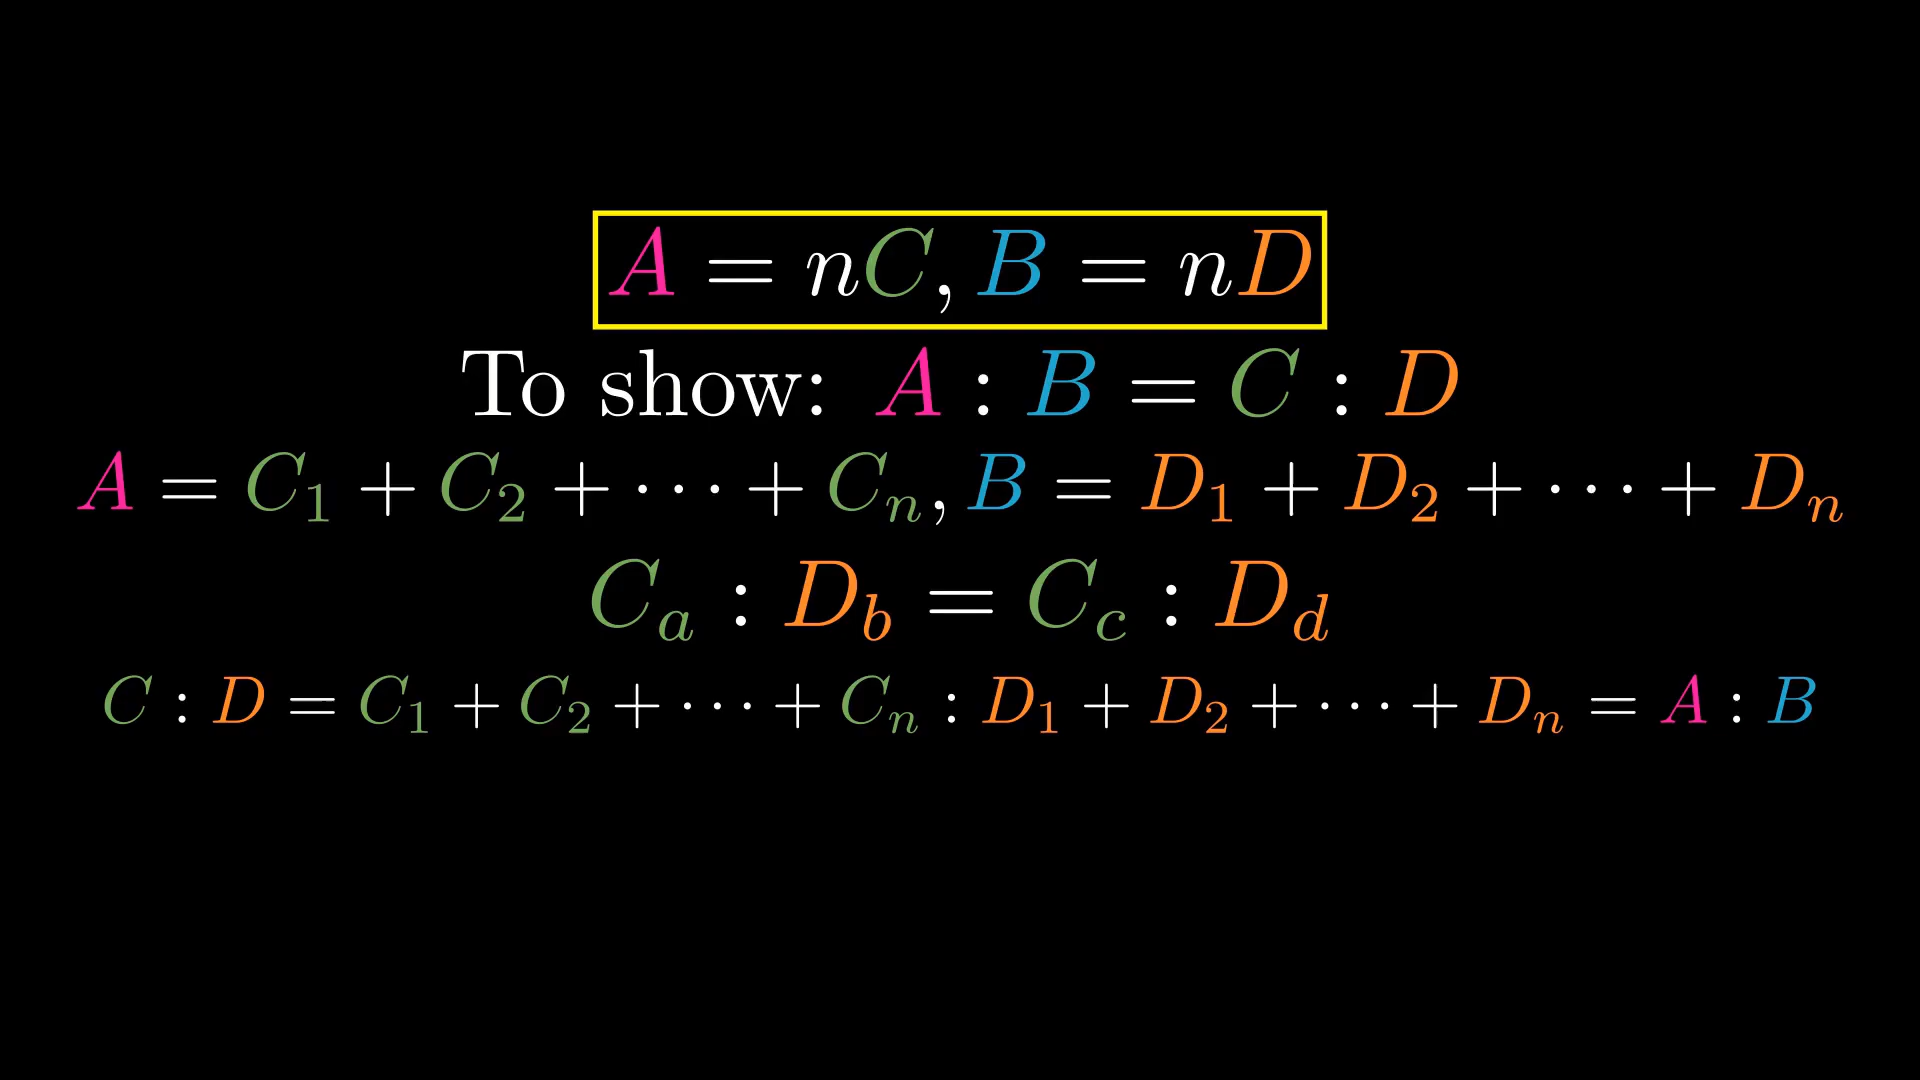 A = nC, B = nD
To show: A : B = C : D
A = C₁ + C₂ + ⋯ + Cₙ, B = D₁ + D₂ + ⋯ + Dₙ
C_a : D_b = C_c : D_d
C : D = C₁ + C₂ + ⋯ + Cₙ : D₁ + D₂ + ⋯ + Dₙ = A : B